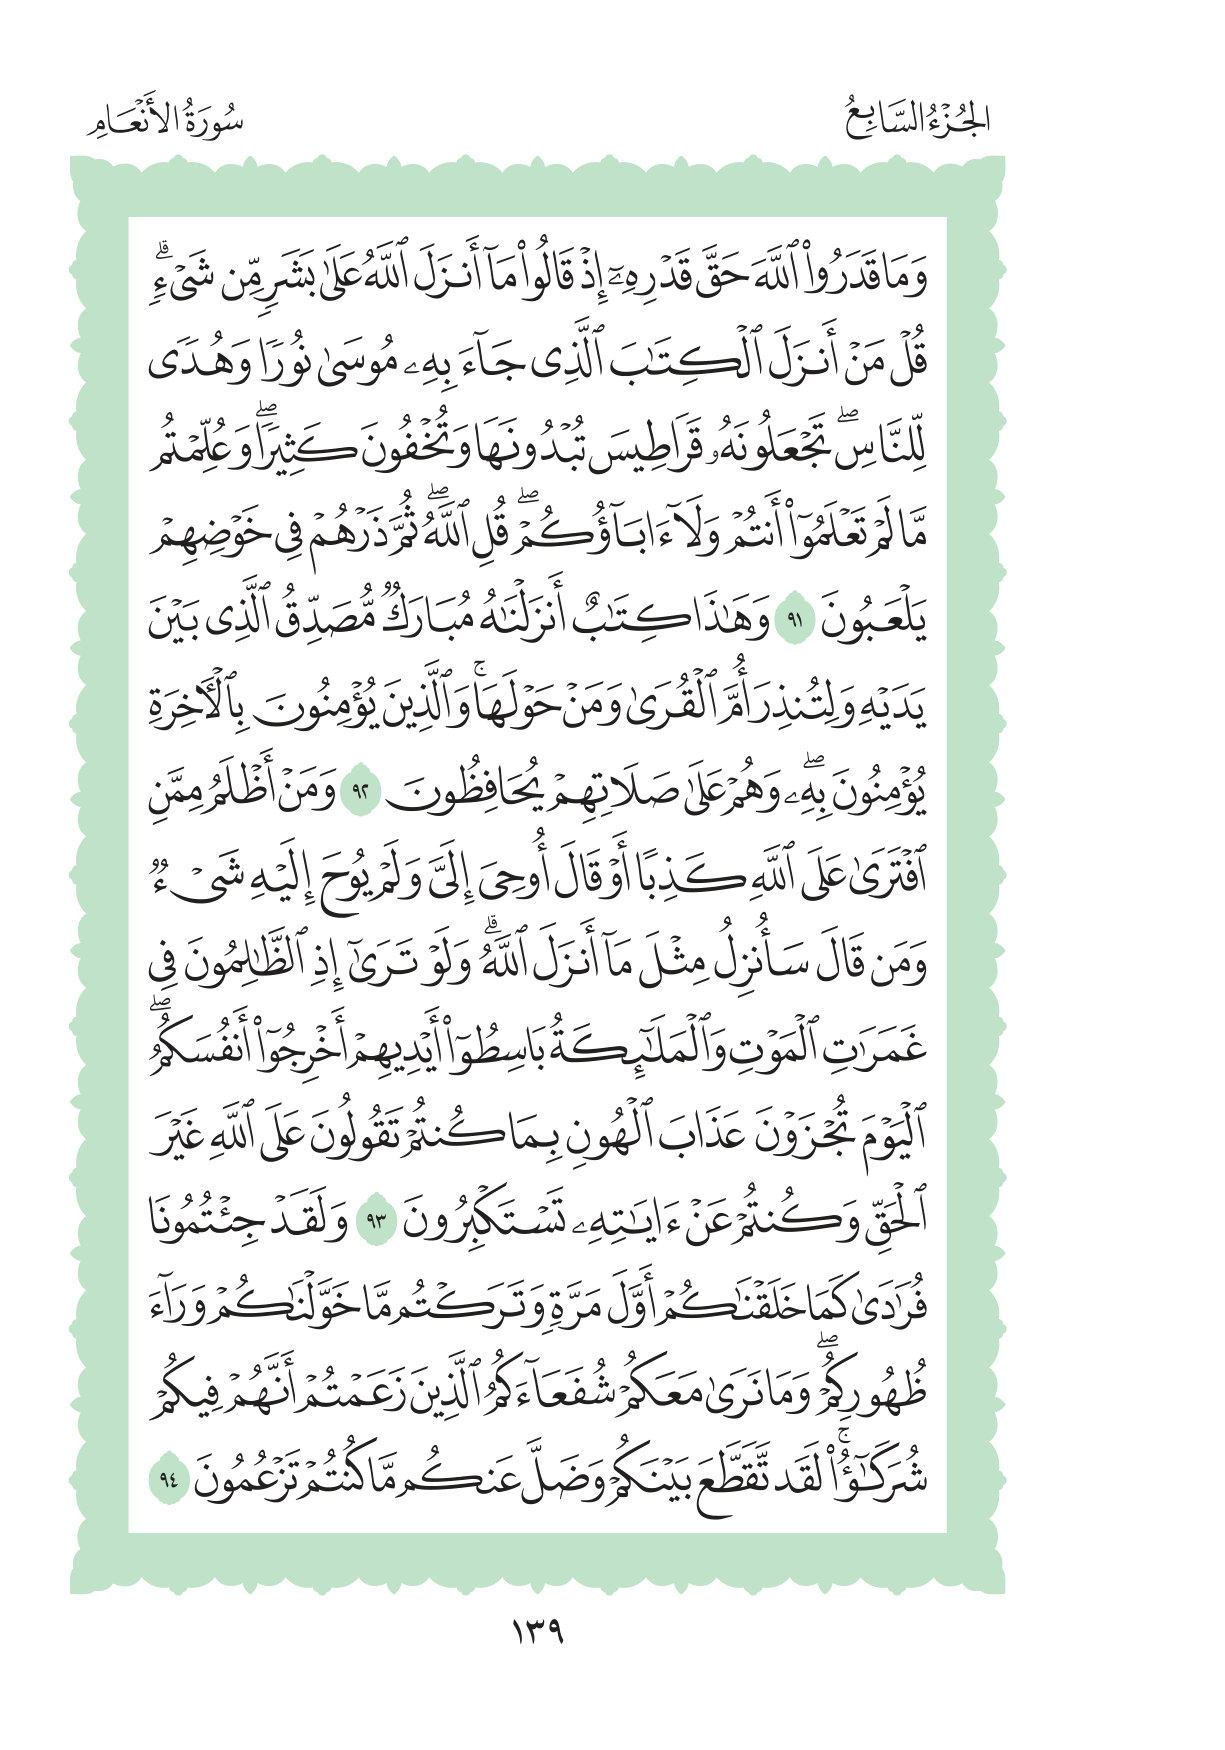 الجُزْءُ السَّابِعُ
سُورَةُ الأَنْعَامِ
وَمَا قَدَرُواْ ٱللَّهَ حَقَّ قَدْرِهِۦٓ إِذْ قَالُواْ مَآ أَنزَلَ ٱللَّهُ عَلَىٰ بَشَرٍ مِّن شَىْءٍۗ
قُلْ مَنْ أَنزَلَ ٱلْكِتَٰبَ ٱلَّذِى جَآءَ بِهِۦ مُوسَىٰ نُورًا وَهُدًى
لِّلنَّاسِۖ تَجْعَلُونَهُۥ قَرَاطِيسَ تُبْدُونَهَا وَتُخْفُونَ كَثِيرًاۖ وَعُلِّمْتُم
مَّا لَمْ تَعْلَمُوٓاْ أَنتُمْ وَلَآ ءَابَآؤُكُمْۖ قُلِ ٱللَّهُۖ ثُمَّ ذَرْهُمْ فِى خَوْضِهِمْ
يَلْعَبُونَ ٩١ وَهَٰذَا كِتَٰبٌ أَنزَلْنَٰهُ مُبَارَكٌ مُّصَدِّقُ ٱلَّذِى بَيْنَ
يَدَيْهِ وَلِتُنذِرَ أُمَّ ٱلْقُرَىٰ وَمَنْ حَوْلَهَاۚ وَٱلَّذِينَ يُؤْمِنُونَ بِٱلْأَخِرَةِ
يُؤْمِنُونَ بِهِۦۖ وَهُمْ عَلَىٰ صَلَاتِهِمْ يُحَافِظُونَ ٩٢ وَمَنْ أَظْلَمُ مِمَّنِ
ٱفْتَرَىٰ عَلَى ٱللَّهِ كَذِبًا أَوْ قَالَ أُوحِىَ إِلَىَّ وَلَمْ يُوحَ إِلَيْهِ شَىْءٌ
وَمَن قَالَ سَأُنزِلُ مِثْلَ مَآ أَنزَلَ ٱللَّهُۗ وَلَوْ تَرَىٰٓ إِذِ ٱلظَّٰلِمُونَ فِى
غَمَرَٰتِ ٱلْمَوْتِ وَٱلْمَلَٰٓئِكَةُ بَاسِطُوٓاْ أَيْدِيهِمْ أَخْرِجُوٓاْ أَنفُسَكُمُۖ
ٱلْيَوْمَ تُجْزَوْنَ عَذَابَ ٱلْهُونِ بِمَا كُنتُمْ تَقُولُونَ عَلَى ٱللَّهِ غَيْرَ
ٱلْحَقِّ وَكُنتُمْ عَنْ ءَايَٰتِهِۦ تَسْتَكْبِرُونَ ٩٣ وَلَقَدْ جِئْتُمُونَا
فُرَٰدَىٰ كَمَا خَلَقْنَٰكُمْ أَوَّلَ مَرَّةٍ وَتَرَكْتُم مَّا خَوَّلْنَٰكُمْ وَرَآءَ
ظُهُورِكُمْۖ وَمَا نَرَىٰ مَعَكُمْ شُفَعَآءَكُمُ ٱلَّذِينَ زَعَمْتُمْ أَنَّهُمْ فِيكُمْ
شُرَكَٰٓؤُاْۚ لَقَد تَّقَطَّعَ بَيْنَكُمْ وَضَلَّ عَنكُم مَّا كُنتُمْ تَزْعُمُونَ ٩٤
١٣٩